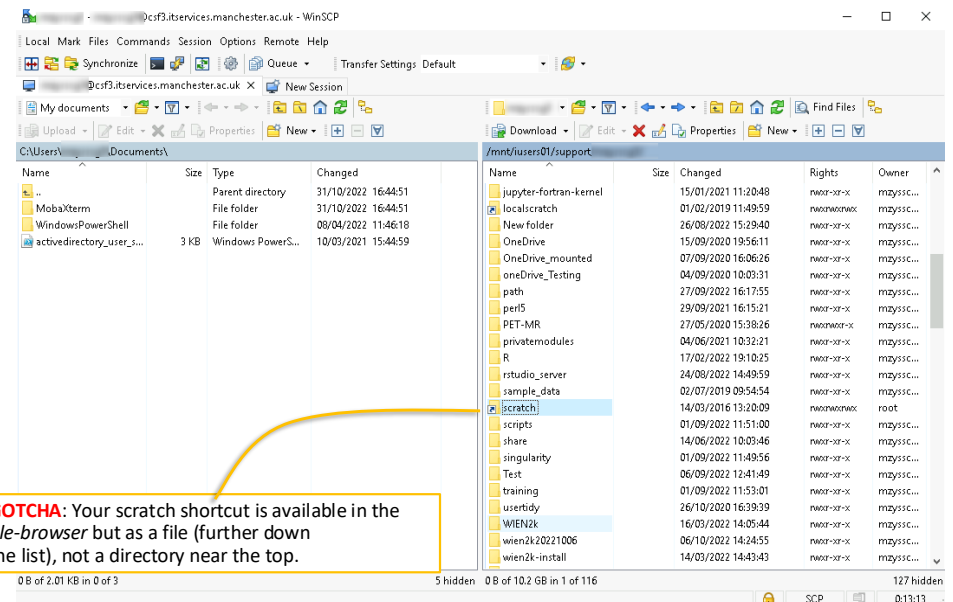 @csf3.itservices.manchester.ac.uk - WinSCP
Local Mark Files Commands Session Options Remote Help
Synchronize Queue Transfer Settings Default
@csf3.itservices.manchester.ac.uk × New Session
My documents Find Files
Upload Edit Properties New Download Edit Properties New
C:\Users\ \Documents\ /mnt/iusers01/support
Name Size Type Changed
.. Parent directory 31/10/2022 16:44:51
MobaXterm File folder 31/10/2022 16:44:51
WindowsPowerShell File folder 08/04/2022 11:46:18
activedirectory_user_s... 3 KB Windows PowerS... 10/03/2021 15:44:59
Name Size Changed Rights Owner
jupyter-fortran-kernel 15/01/2021 11:20:48 rwxr-xr-x mzyssc...
localscratch 01/02/2019 11:49:59 rwxrwxrwx mzyssc...
New folder 26/08/2022 15:29:40 rwxr-xr-x mzyssc...
OneDrive 15/09/2020 19:56:11 rwxr-xr-x mzyssc...
OneDrive_mounted 07/09/2020 16:06:26 rwxr-xr-x mzyssc...
oneDrive_Testing 04/09/2020 10:03:31 rwxr-xr-x mzyssc...
path 27/09/2022 16:17:55 rwxr-xr-x mzyssc...
perl5 29/09/2021 16:15:21 rwxr-xr-x mzyssc...
PET-MR 27/05/2020 15:38:26 rwxrwxr-x mzyssc...
privatemodules 04/06/2021 10:32:21 rwxr-xr-x mzyssc...
R 17/02/2022 19:10:25 rwxr-xr-x mzyssc...
rstudio_server 24/08/2022 14:49:59 rwxr-xr-x mzyssc...
sample_data 02/07/2019 09:54:54 rwxr-xr-x mzyssc...
scratch 14/03/2016 13:20:09 rwxrwxrwx root
scripts 01/09/2022 11:51:00 rwxr-xr-x mzyssc...
share 14/06/2022 10:03:46 rwxr-xr-x mzyssc...
singularity 01/09/2022 11:49:56 rwxr-xr-x mzyssc...
Test 06/09/2022 12:41:49 rwxr-xr-x mzyssc...
training 01/09/2022 11:53:01 rwxr-xr-x mzyssc...
usertidy 26/10/2020 16:39:39 rwxr-xr-x mzyssc...
WIEN2k 16/03/2022 14:05:44 rwxr-xr-x mzyssc...
wien2k20221006 06/10/2022 14:24:55 rwxr-xr-x mzyssc...
wien2k-install 14/03/2022 14:43:43 rwxr-xr-x mzyssc...
GOTCHA: Your scratch shortcut is available in the
le-browser but as a file (further down
ne list), not a directory near the top.
0 B of 2.01 KB in 0 of 3 5 hidden 0 B of 10.2 GB in 1 of 116 127 hidden
SCP 0:13:13